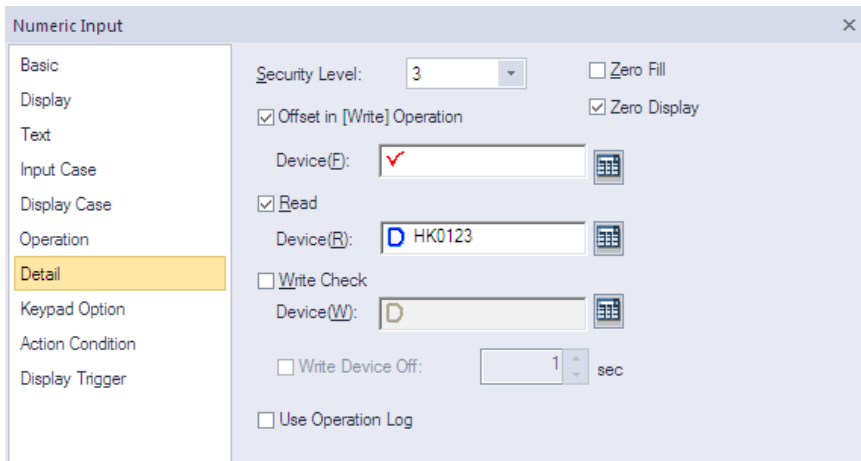 Numeric Input
Basic
Display
Text
Input Case
Display Case
Operation
Detail
Keypad Option
Action Condition
Display Trigger
Security Level: 3
Zero Fill
Offset in [Write] Operation
Zero Display
Device(F):
Read
Device(R): D HK0123
Write Check
Device(W): D
Write Device Off: 1 sec
Use Operation Log